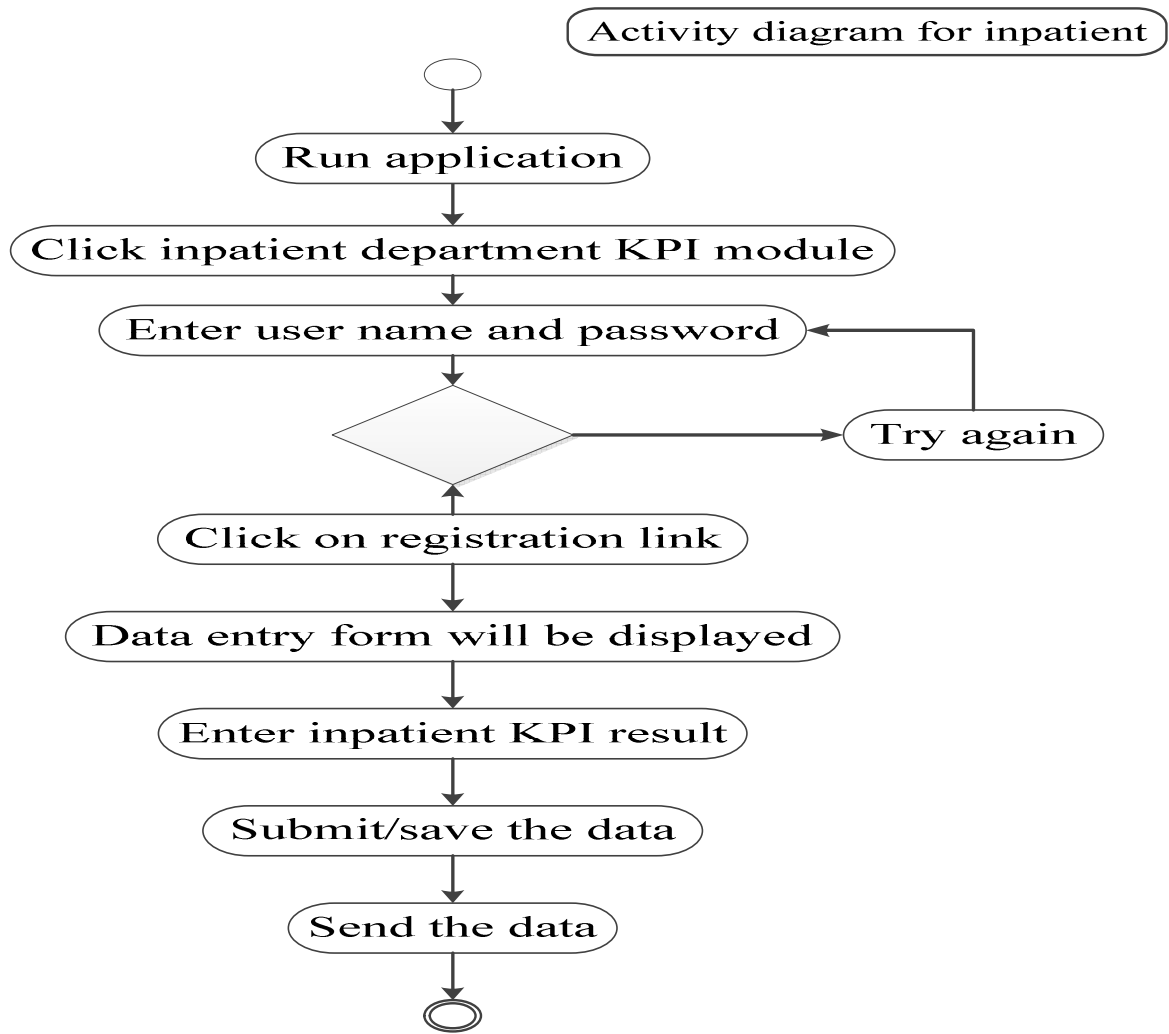 Activity diagram for inpatient
Run application
Click inpatient department KPI module
Enter user name and password
Try again
Click on registration link
Data entry form will be displayed
Enter inpatient KPI result
Submit/save the data
Send the data